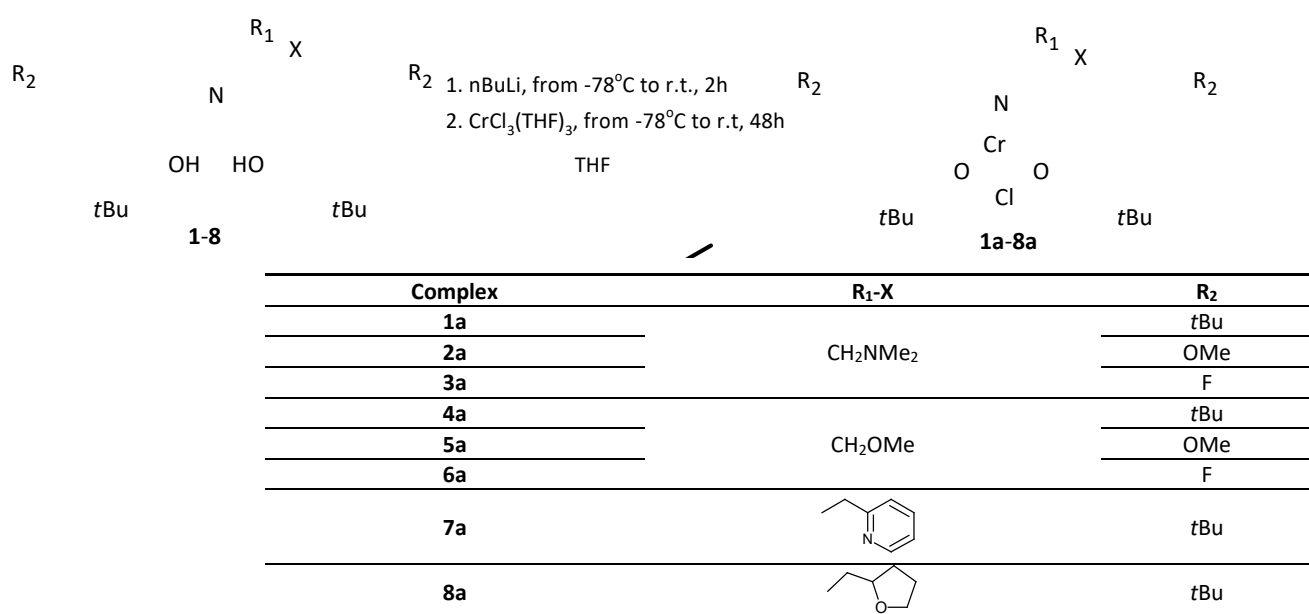 R1 X R1 X
R2 R2 1. nBuLi, from -78°C to r.t., 2h R2 R2
N N
2. CrCl3(THF)3, from -78°C to r.t, 48h
Cr
OH HO THF O O
Cl
tBu tBu tBu tBu
1-8 1a-8a
Complex R1-X R2
1a tBu
2a CH2NMe2 OMe
3a F
4a tBu
5a CH2OMe OMe
6a F
7a N tBu
8a O tBu